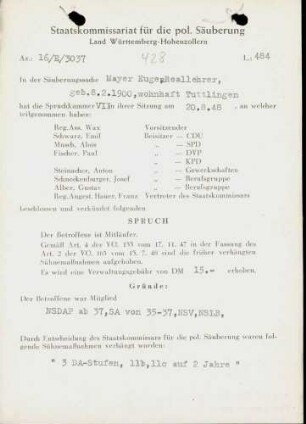 Staatskommissariat für die pol. Säuberung
Land Württemberg-Hohenzollern
Az.: 16/R/3037 428 L. 484
In der Säuberungssache Mayer Eugen, Reallehrer,
geb. 8.2.1900, wohnhaft Tuttlingen
hat die Spruchkammer VII in ihrer Sitzung am 20.8.48 , an welcher
teilgenommen haben:
Reg.Ass. Wax Vorsitzender
Schwarz, Emil Beisitzer – CDU
Munch, Alois „ – SPD
Fischer, Paul „ – DVP
„ – KPD
Steinacher, Anton „ – Gewerkschaften
Schneckenburger, Josef „ – Berufsgruppe
Alber, Gustav „ – Berufsgruppe
Reg.Angest. Hauer, Franz Vertreter des Staatskommissars
beschlossen und verkündet folgenden
SPRUCH
Der Betroffene ist Mitläufer.
Gemäß Art. 4 der VO. 133 vom 17. 11. 47 in der Fassung des
Art. 2 der VO. 165 vom 13. 7. 48 sind die früher verhängten
Sühnemaßnahmen aufgehoben.
Es wird eine Verwaltungsgebühr von DM 15.– erhoben.
Gründe:
Der Betroffene war Mitglied
NSDAP ab 37, SA von 35-37, NSV, NSLB,
Durch Entscheidung des Staatskommissars für die pol. Säuberung waren fol-
gende Sühnemaßnahmen verhängt worden:
" 3 DA-Stufen, 11b, 11c auf 2 Jahre "